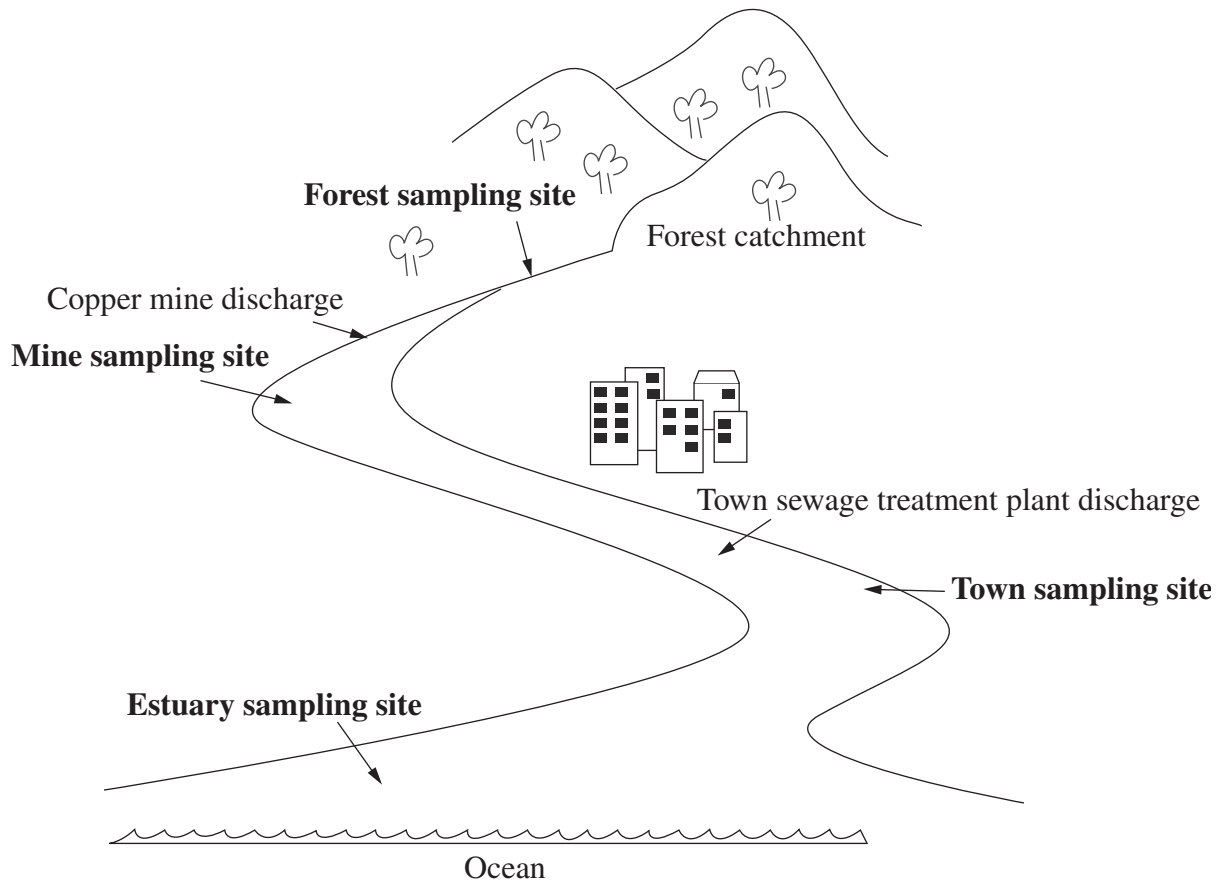 Forest sampling site
Forest catchment
Copper mine discharge
Mine sampling site
Town sewage treatment plant discharge
Town sampling site
Estuary sampling site
Ocean